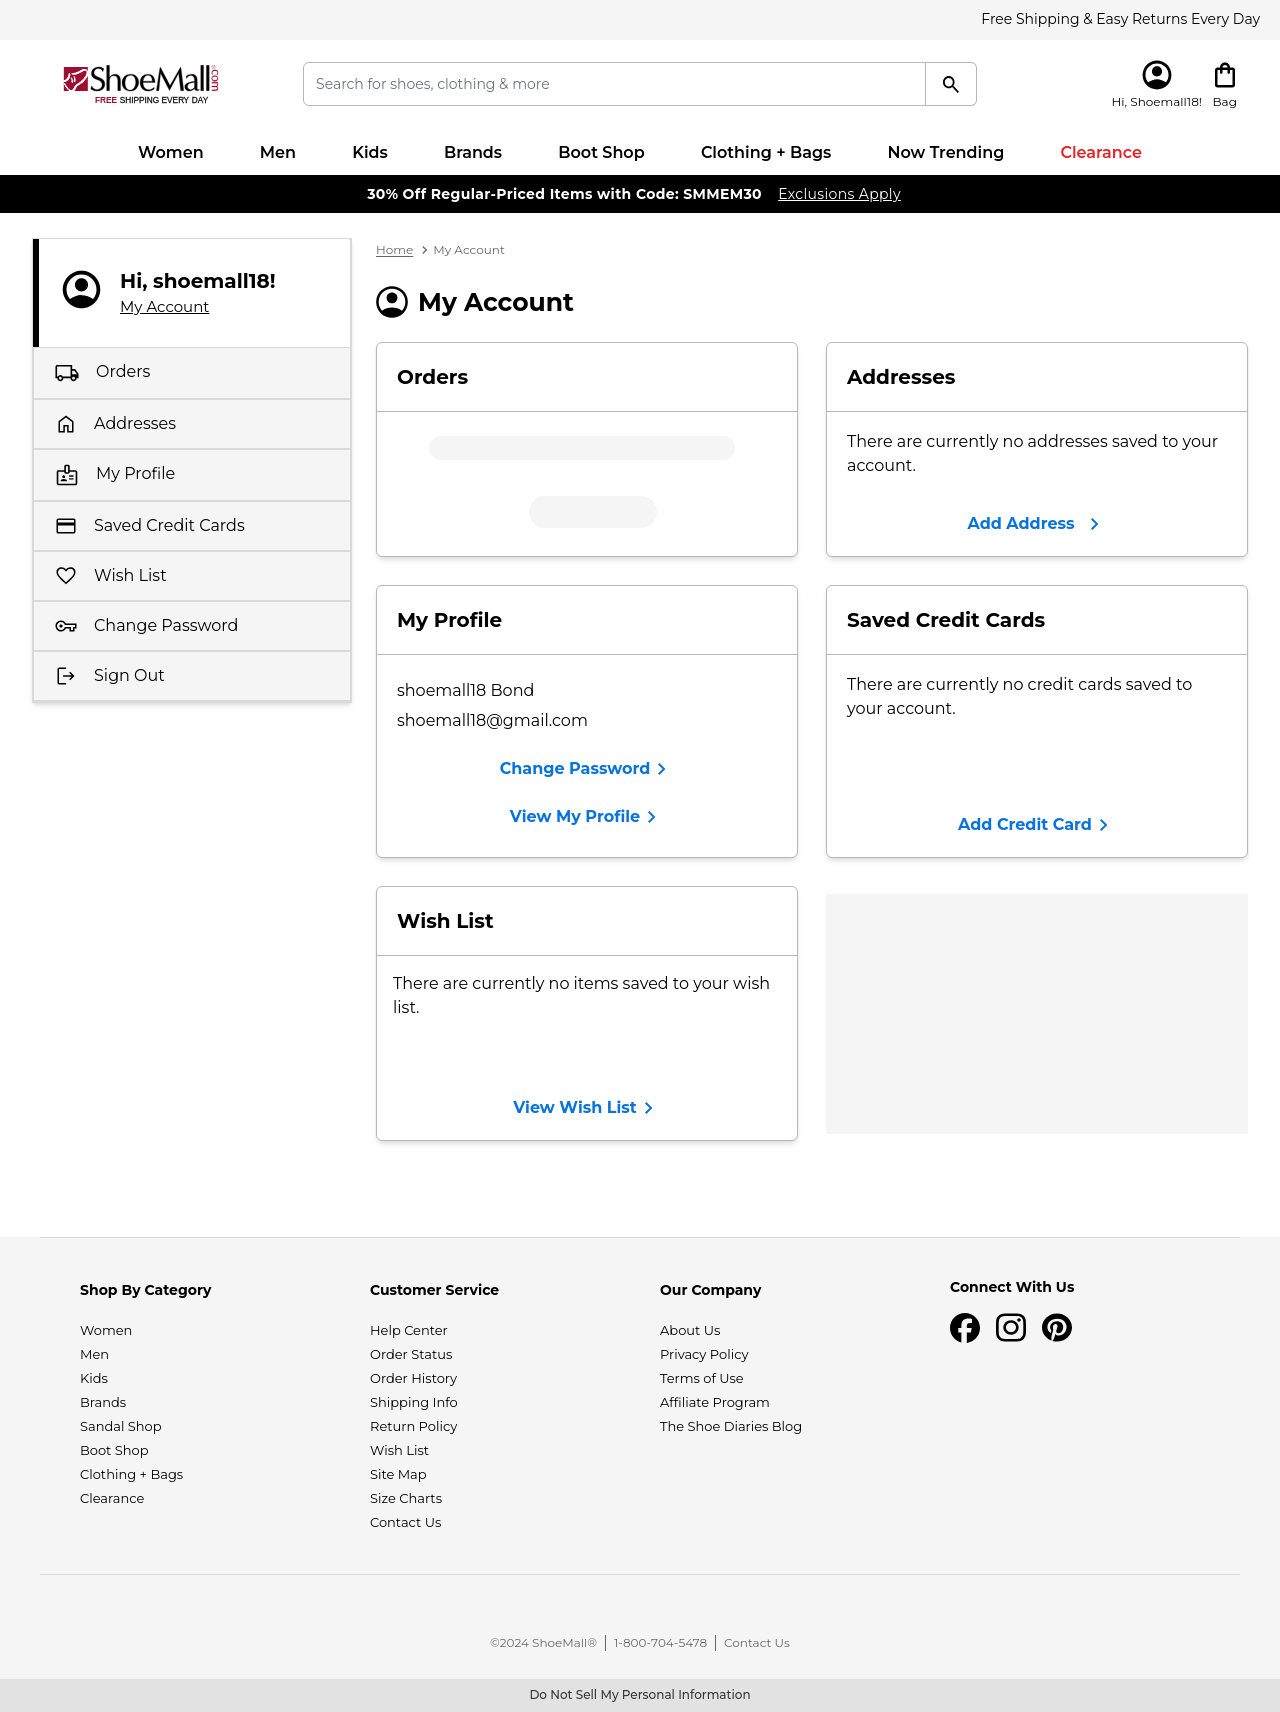 Free Shipping & Easy Returns Every Day
ShoeMall.com
FREE SHIPPING EVERY DAY
Search for shoes, clothing & more
Hi, Shoemall18!
Bag
Women
Men
Kids
Brands
Boot Shop
Clothing + Bags
Now Trending
Clearance
30% Off Regular-Priced Items with Code: SMMEM30 Exclusions Apply
Hi, shoemall18!
My Account
Orders
Addresses
My Profile
Saved Credit Cards
Wish List
Change Password
Sign Out
Home
My Account
My Account
Orders
Addresses
There are currently no addresses saved to your
account.
Add Address
My Profile
shoemall18 Bond
shoemall18@gmail.com
Change Password
View My Profile
Saved Credit Cards
There are currently no credit cards saved to
your account.
Add Credit Card
Wish List
There are currently no items saved to your wish
list.
View Wish List
Shop By Category
Women
Men
Kids
Brands
Sandal Shop
Boot Shop
Clothing + Bags
Clearance
Customer Service
Help Center
Order Status
Order History
Shipping Info
Return Policy
Wish List
Site Map
Size Charts
Contact Us
Our Company
About Us
Privacy Policy
Terms of Use
Affiliate Program
The Shoe Diaries Blog
Connect With Us
©2024 ShoeMall®
1-800-704-5478
Contact Us
Do Not Sell My Personal Information